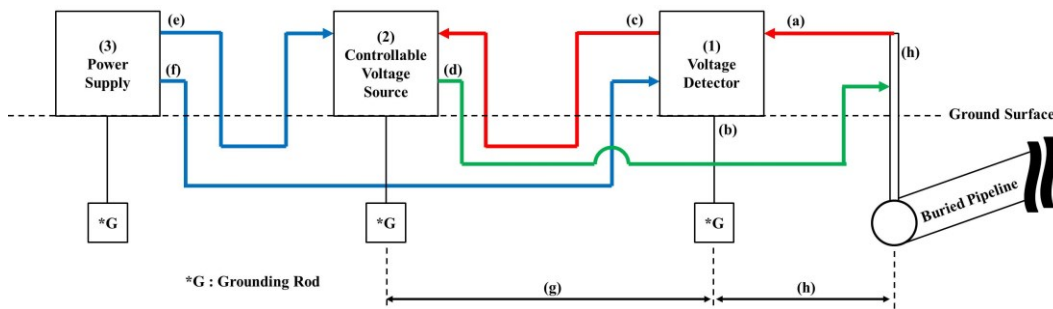 (e)
(c)
(a)
(3)
Power
Supply
(2)
Controllable
Voltage
Source
(1)
Voltage
Detector
(h)
(f)
(d)
Ground Surface
(b)
*G
*G
*G
Buried Pipeline
*G : Grounding Rod
(g)
(h)